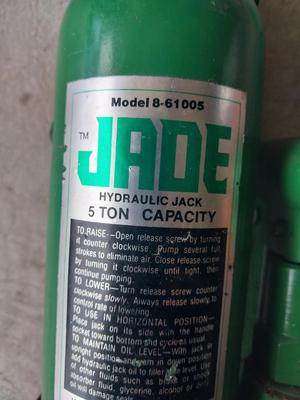 Model 8-61005
TM
JADE
HYDRAULIC JACK
5 TON CAPACITY
TO RAISE—Open release screw by turning
it counter clockwise. Pump several full
strokes to eliminate air. Close release screw
by turning it clockwise until tight, then
continue pumping.
TO LOWER—Turn release screw counter
clockwise slowly. Always release slowly, to
control rate of lowering.
TO USE IN HORIZONTAL POSITION—
Place jack on its side with the handle
socket toward bottom and cycle as usual.
TO MAINTAIN OIL LEVEL—With jack in
upright position and ram in down position
add hydraulic jack oil to filler hole level. Use
of other fluids such as brake or shock
absorber fluid, glycerine, alcohol or dirty
oil will damage seals.